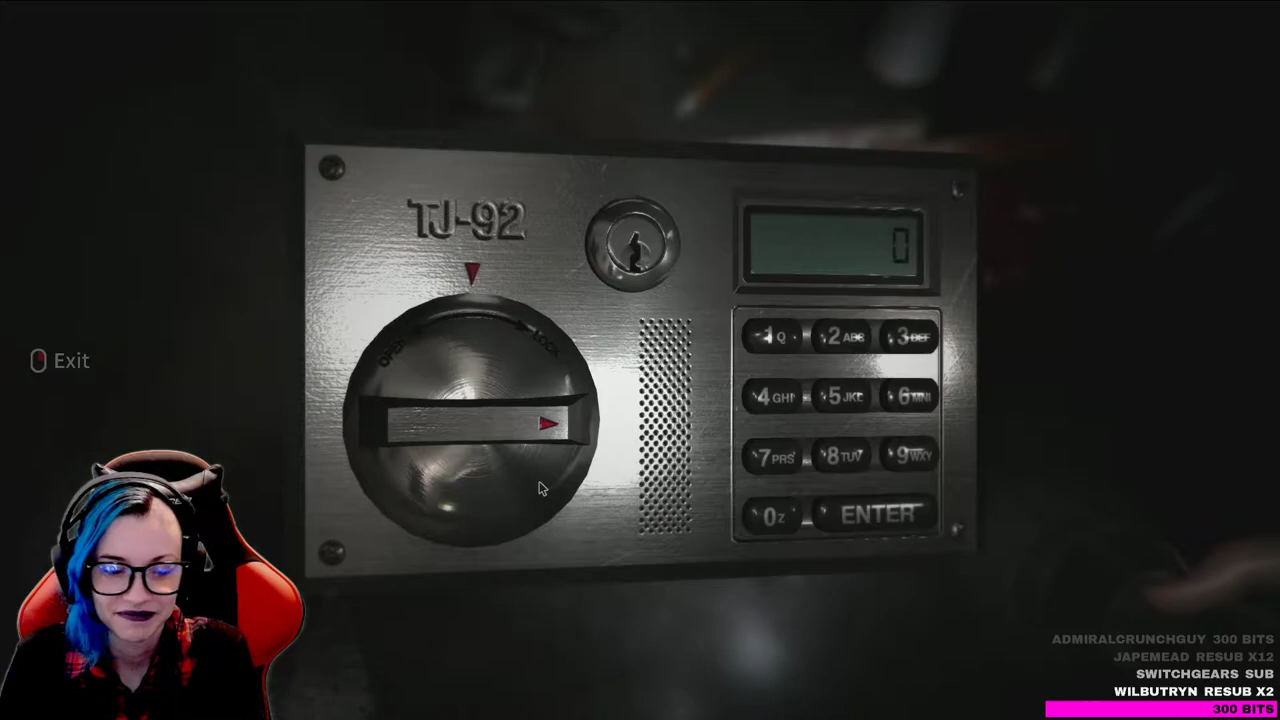 TJ-92
0
OPEN LOCK
1 Q 2 ABC 3 DEF
Exit
4 GHI 5 JKL 6 MNI
7 PRS 8 TUV 9 WXY
0 Z ENTER
ADMIRALCRUNCHGUY 300 BITS
JAPEMEAD RESUB X12
SWITCHGEARS SUB
WILBUTRYN RESUB X2
300 BITS